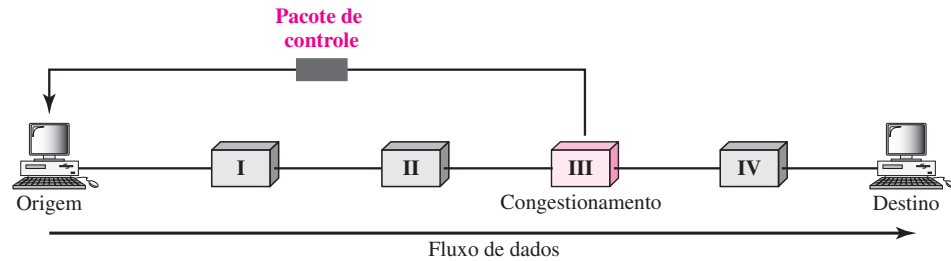 Pacote de
controle
I
II
III
IV
Origem
Congestionamento
Destino
Fluxo de dados